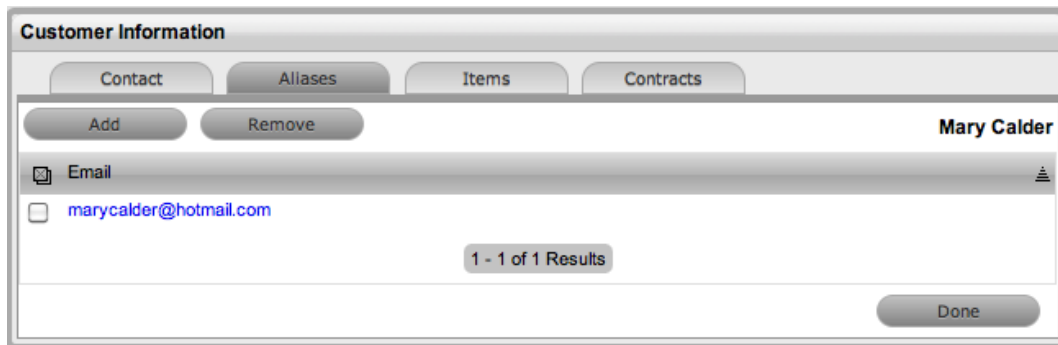 Customer Information
Contact Aliases Items Contracts
Add Remove Mary Calder
Email
marycalder@hotmail.com
1 - 1 of 1 Results
Done